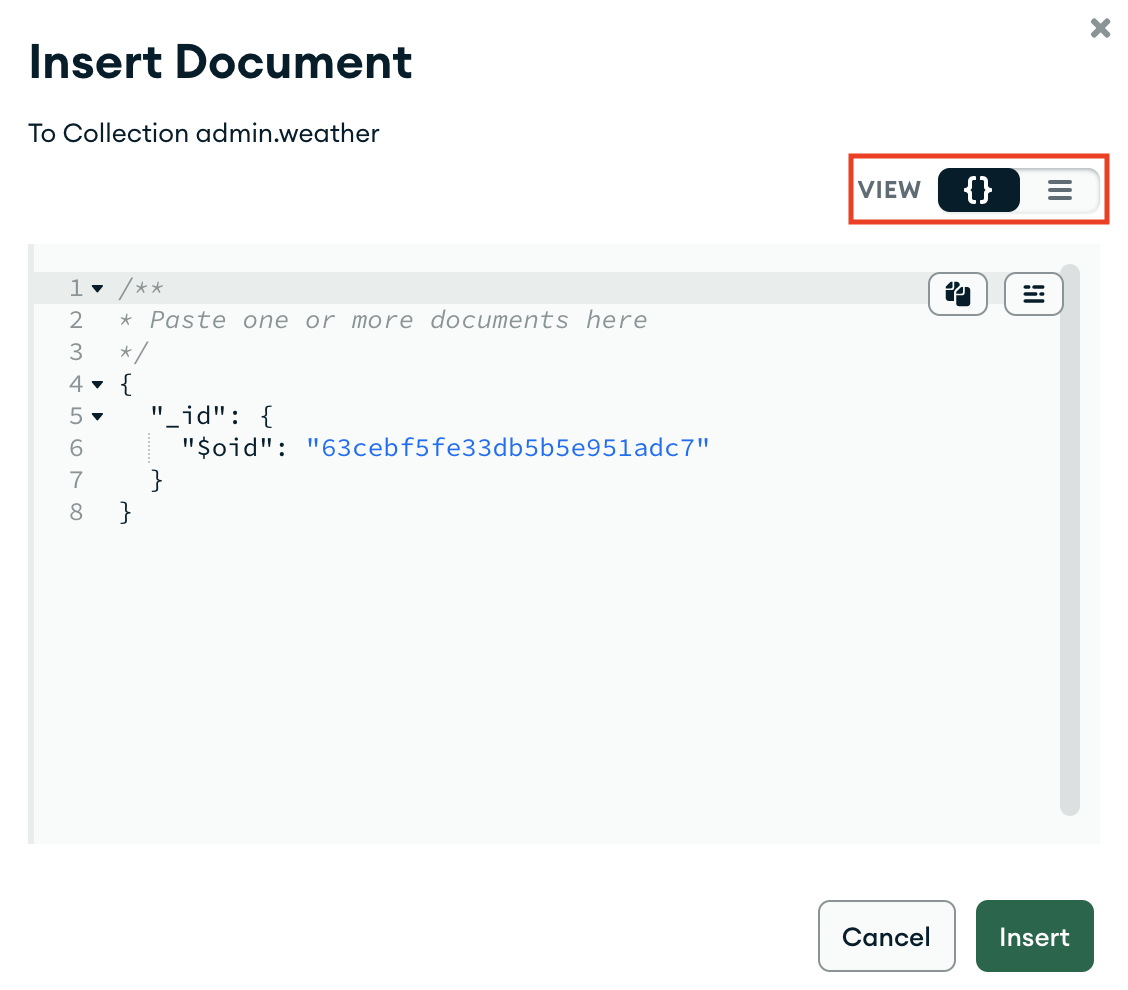 Insert Document
To Collection admin.weather
VIEW {}
1 /**
2 * Paste one or more documents here
3 */
4 {
5 "_id": {
6 "$oid": "63cebf5fe33db5b5e951adc7"
7 }
8 }
Cancel Insert